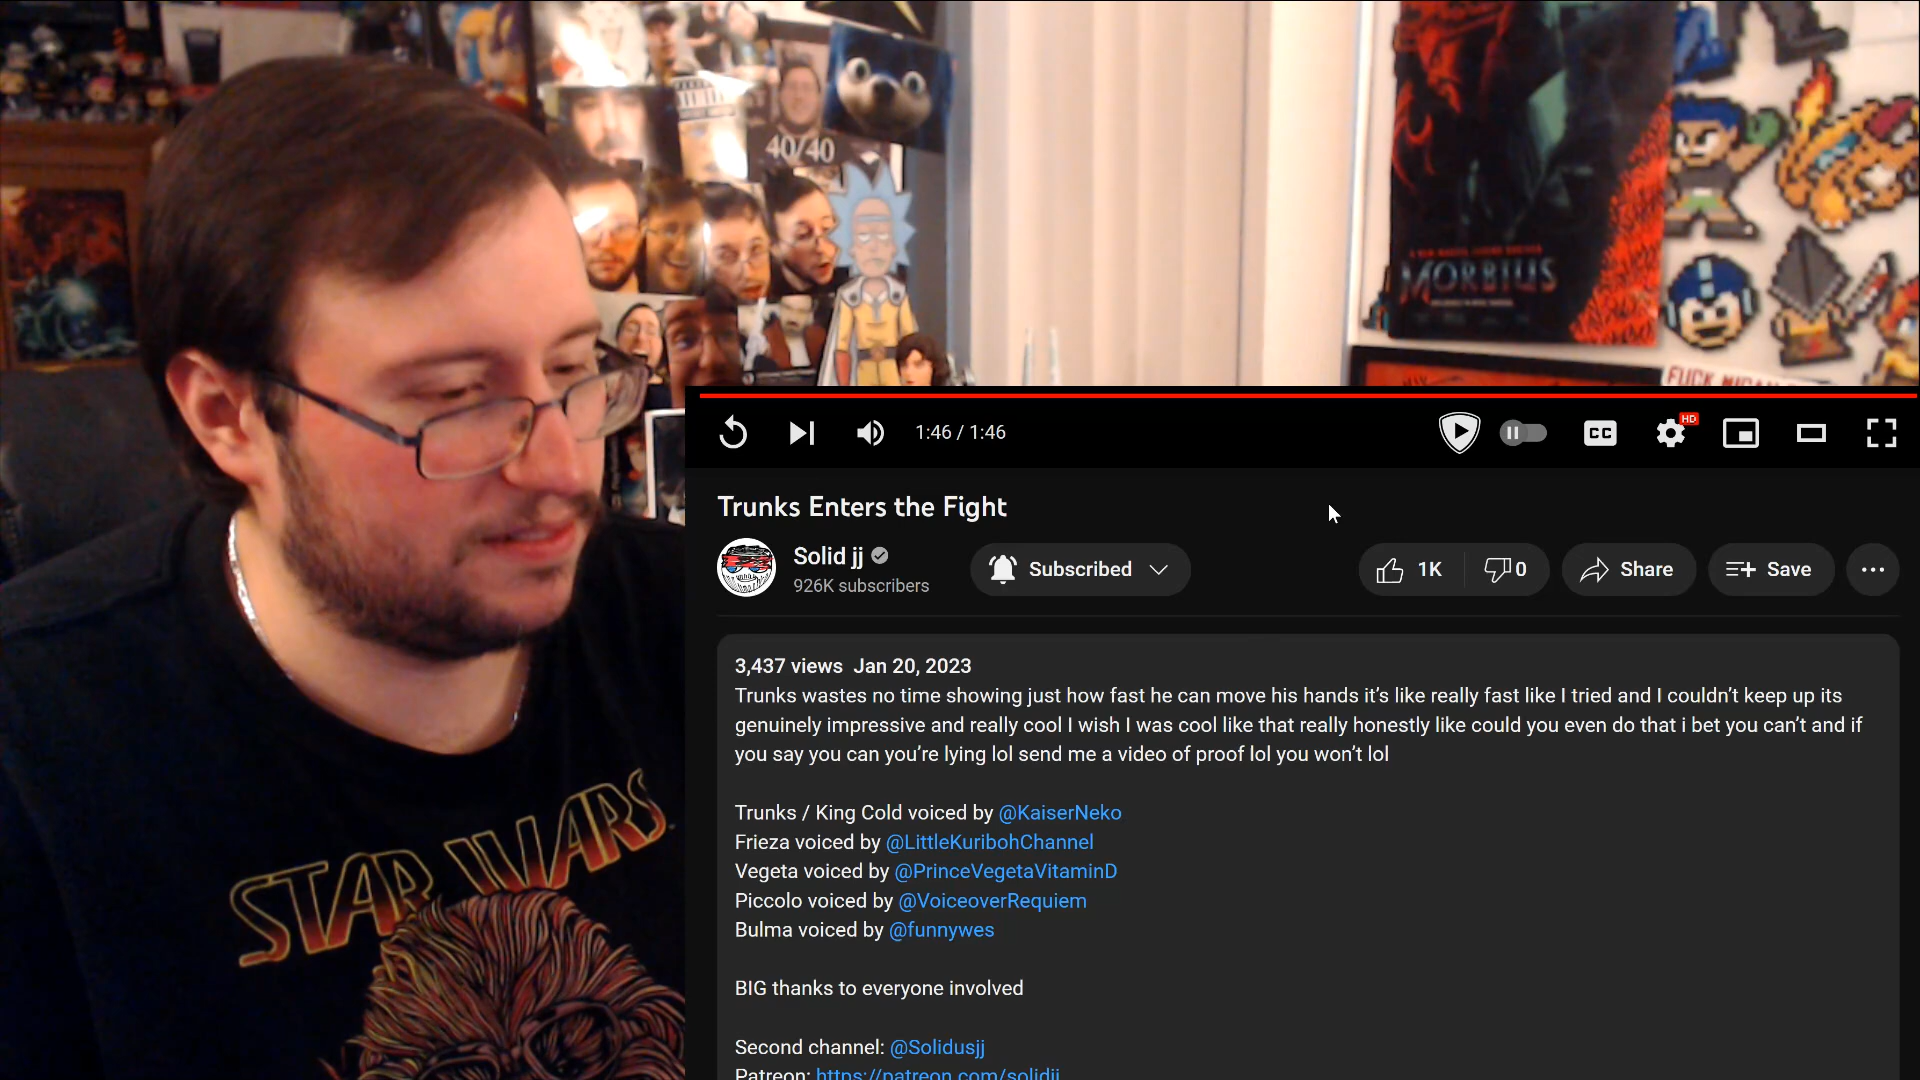 40/40
MORBIUS
1:46 / 1:46
CC
HD
Trunks Enters the Fight
Solid jj
926K subscribers
Subscribed
1K
0
Share
Save
3,437 views Jan 20, 2023
Trunks wastes no time showing just how fast he can move his hands it’s like really fast like I tried and I couldn’t keep up its
genuinely impressive and really cool I wish I was cool like that really honestly like could you even do that i bet you can’t and if
you say you can you’re lying lol send me a video of proof lol you won’t lol
Trunks / King Cold voiced by @KaiserNeko
Frieza voiced by @LittleKuribohChannel
Vegeta voiced by @PrinceVegetaVitaminD
Piccolo voiced by @VoiceoverRequiem
Bulma voiced by @funnywes
BIG thanks to everyone involved
Second channel: @Solidusjj
Patreon: https://patreon.com/solidjj
STAR WARS